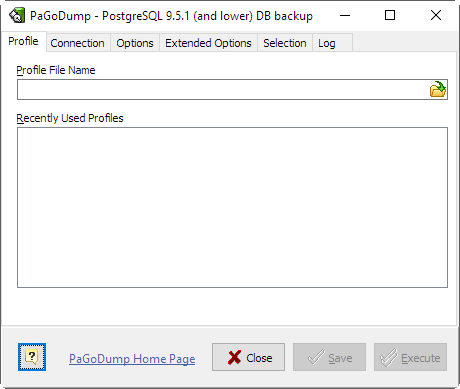 PaGoDump - PostgreSQL 9.5.1 (and lower) DB backup
Profile Connection Options Extended Options Selection Log
Profile File Name
Recently Used Profiles
? PaGoDump Home Page Close Save Execute